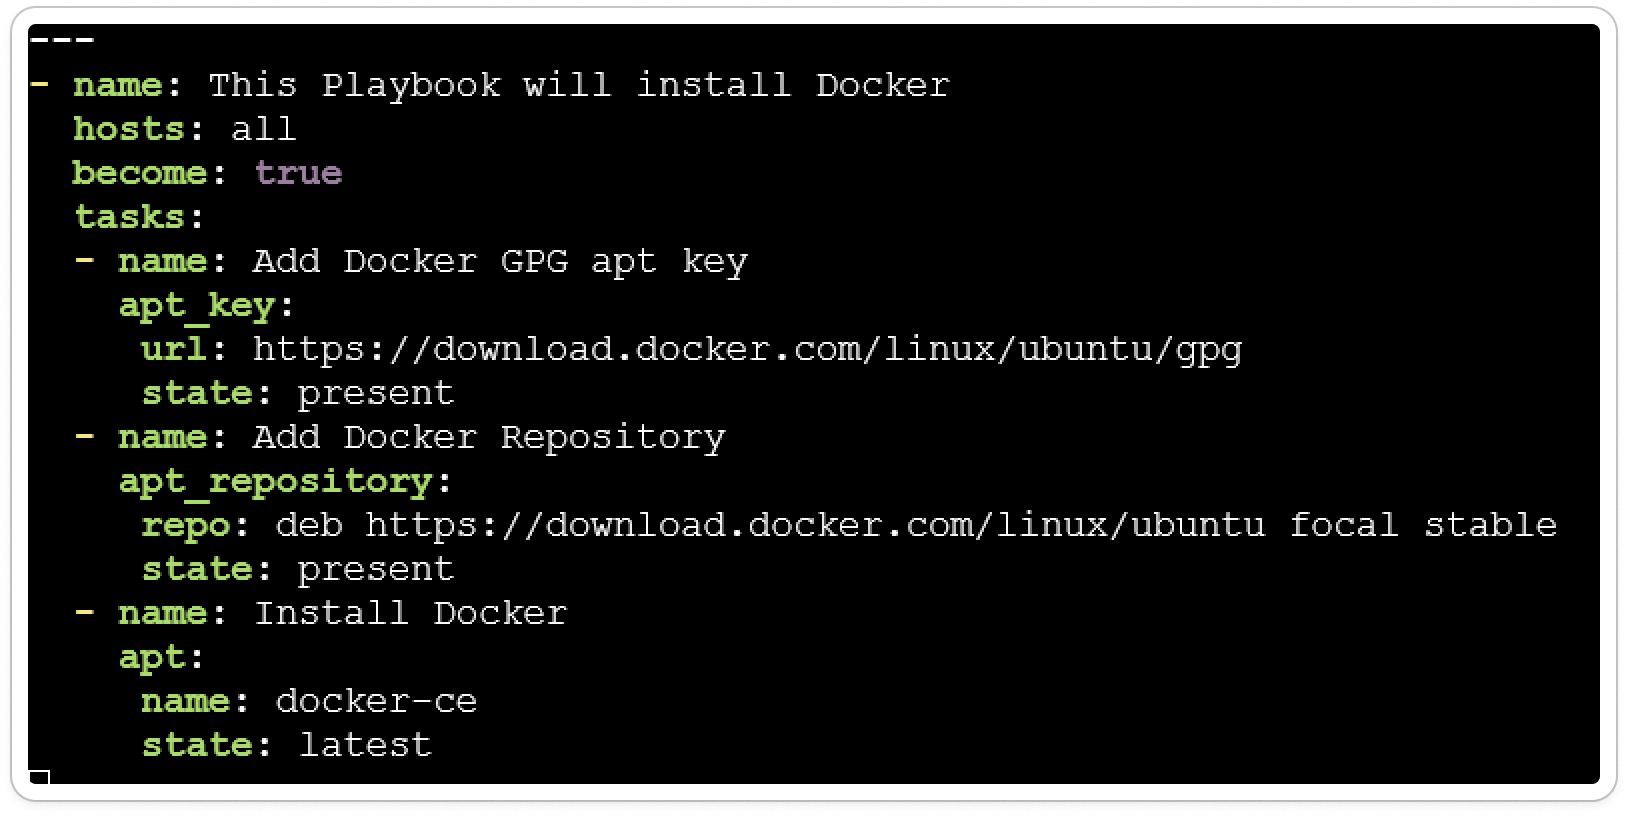 ---
- name: This Playbook will install Docker
  hosts: all
  become: true
  tasks:
  - name: Add Docker GPG apt key
    apt_key:
     url: https://download.docker.com/linux/ubuntu/gpg
     state: present
  - name: Add Docker Repository
    apt_repository:
     repo: deb https://download.docker.com/linux/ubuntu focal stable
     state: present
  - name: Install Docker
    apt:
     name: docker-ce
     state: latest